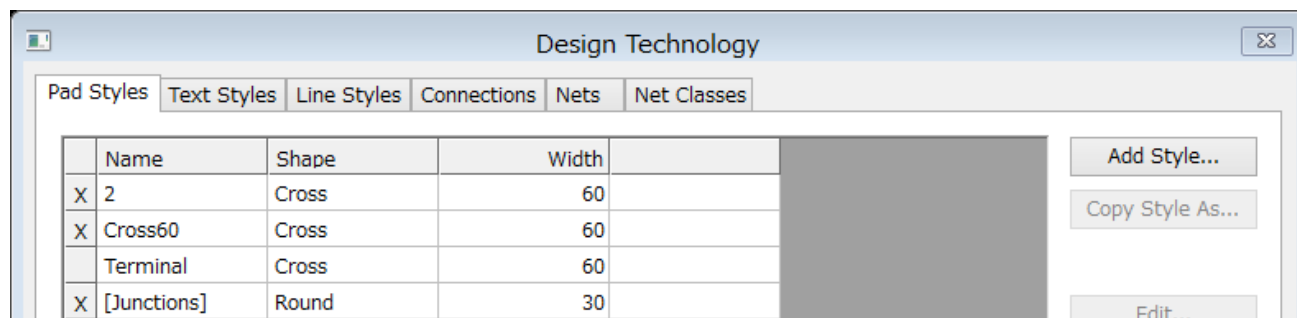 Design Technology
Pad Styles Text Styles Line Styles Connections Nets Net Classes
Name Shape Width
Add Style...
X 2 Cross 60
Copy Style As...
X Cross60 Cross 60
Terminal Cross 60
X [Junctions] Round 30
Edit...